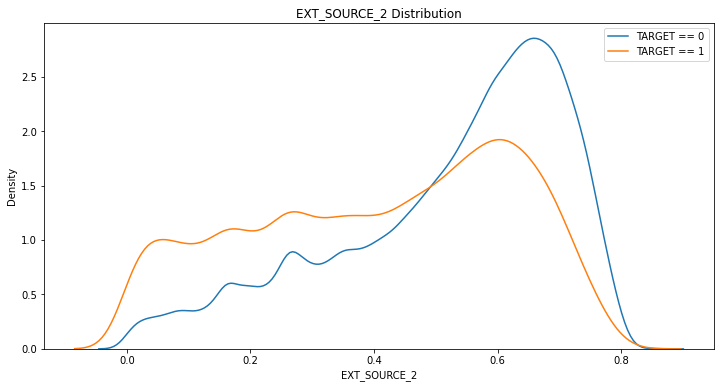 EXT_SOURCE_2 Distribution
TARGET == 0
TARGET == 1
2.5
2.0
1.5
1.0
0.5
0.0
Density
0.0 0.2 0.4 0.6 0.8
EXT_SOURCE_2